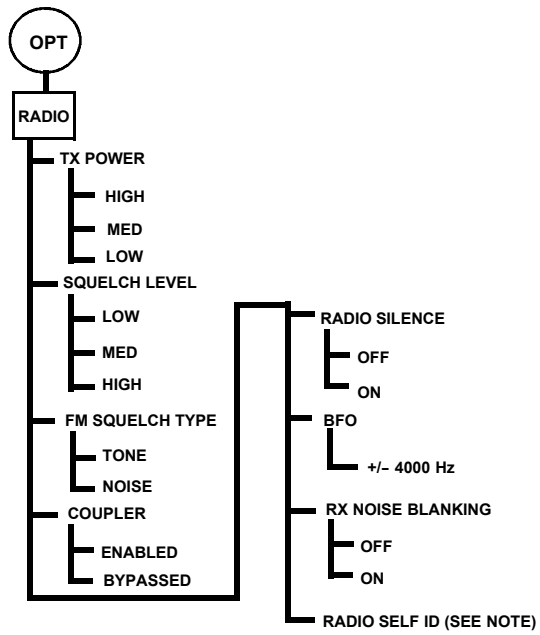 OPT
RADIO
TX POWER
HIGH
MED
LOW
SQUELCH LEVEL
LOW
MED
HIGH
FM SQUELCH TYPE
TONE
NOISE
COUPLER
ENABLED
BYPASSED
RADIO SILENCE
OFF
ON
BFO
+/− 4000 Hz
RX NOISE BLANKING
OFF
ON
RADIO SELF ID (SEE NOTE)